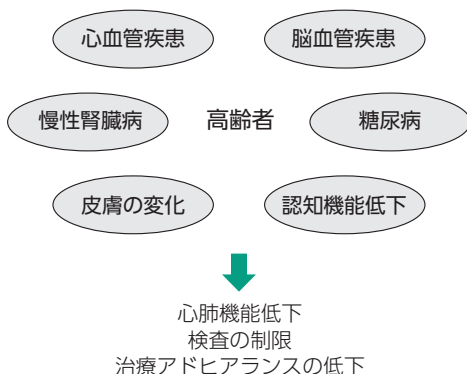 心血管疾患 脳血管疾患
慢性腎臓病 高齢者 糖尿病
皮膚の変化 認知機能低下
心肺機能低下
検査の制限
治療アドヒアランスの低下